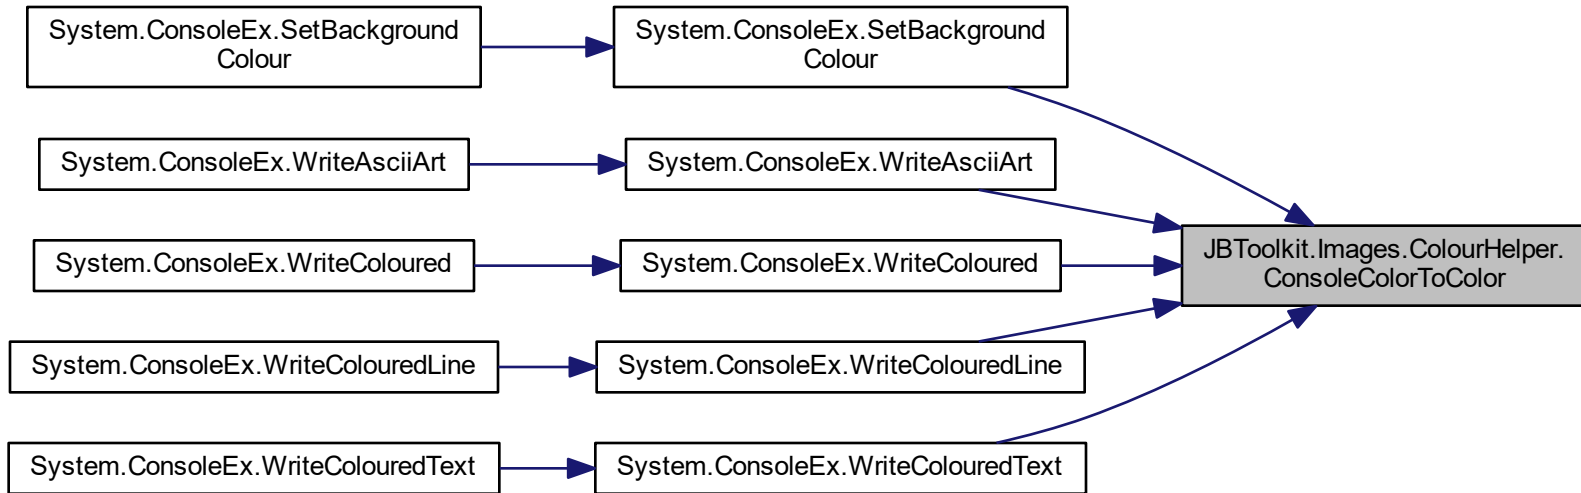 System.ConsoleEx.SetBackground
Colour
System.ConsoleEx.SetBackground
Colour
System.ConsoleEx.WriteAsciiArt
System.ConsoleEx.WriteAsciiArt
JBToolkit.Images.ColourHelper.
ConsoleColorToColor
System.ConsoleEx.WriteColoured
System.ConsoleEx.WriteColoured
System.ConsoleEx.WriteColouredLine
System.ConsoleEx.WriteColouredLine
System.ConsoleEx.WriteColouredText
System.ConsoleEx.WriteColouredText